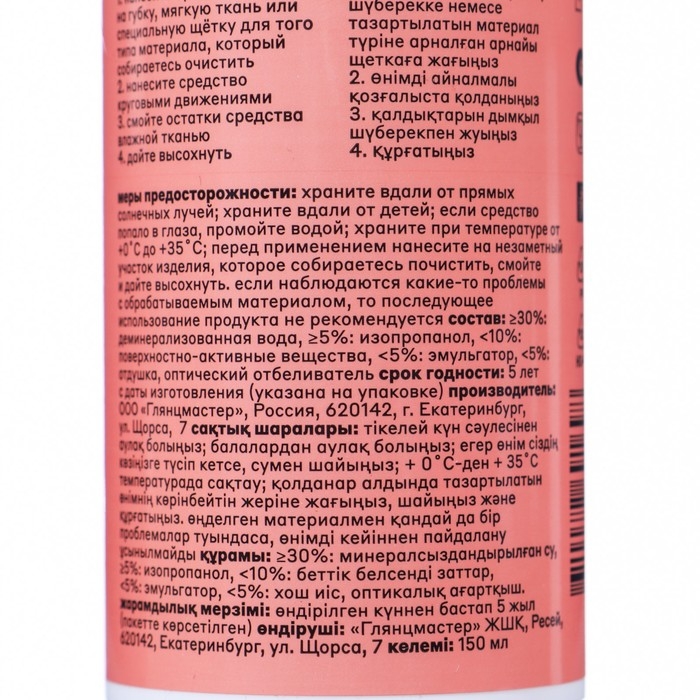 на губку, мягкую ткань или
специальную щётку для того
типа материала, который
собираетесь очистить
2. нанесите средство
круговыми движениями
3. смойте остатки средства
влажной тканью
4. дайте высохнуть
шүберекке немесе
тазартылатын материал
түріне арналған арнайы
щеткаға жағыңыз
2. өнімді айналмалы
қозғалыста қолданыңыз
3. қалдықтарын дымқыл
шүберекпен жуыңыз
4. құрғатыңыз
меры предосторожности: храните вдали от прямых
солнечных лучей; храните вдали от детей; если средство
попало в глаза, промойте водой; храните при температуре от
+0˚С до +35˚С; перед применением нанесите на незаметный
участок изделия, которое собираетесь почистить, смойте
и дайте высохнуть. если наблюдаются какие-то проблемы
с обрабатываемым материалом, то последующее
использование продукта не рекомендуется состав: ≥30%:
деминерализованная вода, ≥5%: изопропанол, <10%:
поверхностно-активные вещества, <5%: эмульгатор, <5%:
отдушка, оптический отбеливатель срок годности: 5 лет
с даты изготовления (указана на упаковке) производитель:
ООО «Глянцмастер», Россия, 620142, г. Екатеринбург,
ул. Щорса, 7 сақтық шаралары: тікелей күн сәулесінен
аулақ болыңыз; балалардан аулақ болыңыз; егер өнім сіздің
көзіңізге түсіп кетсе, сумен шайыңыз; + 0˚С-ден + 35˚С
температурада сақтау; қолданар алдында тазартылатын
өнімнің көрінбейтін жеріне жағыңыз, шайыңыз және
құрғатыңыз. өңделген материалмен қандай да бір
проблемалар туындаса, өнімді кейіннен пайдалану
ұсынылмайды құрамы: ≥30%: минералсыздандырылған су,
≥5%: изопропанол, <10%: беттік белсенді заттар,
<5%: эмульгатор, <5%: хош иіс, оптикалық ағартқыш.
жарамдылық мерзімі: өндірілген күннен бастап 5 жыл
(пакетте көрсетілген) өндіруші: «Глянцмастер» ЖШҚ, Ресей,
620142, Екатеринбург, ул. Щорса, 7 көлемі: 150 мл